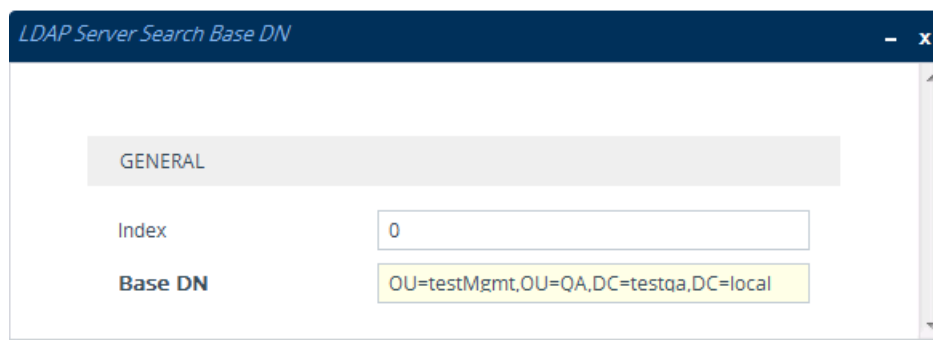 LDAP Server Search Base DN – x
GENERAL
Index 0
Base DN OU=testMgmt,OU=QA,DC=testqa,DC=local